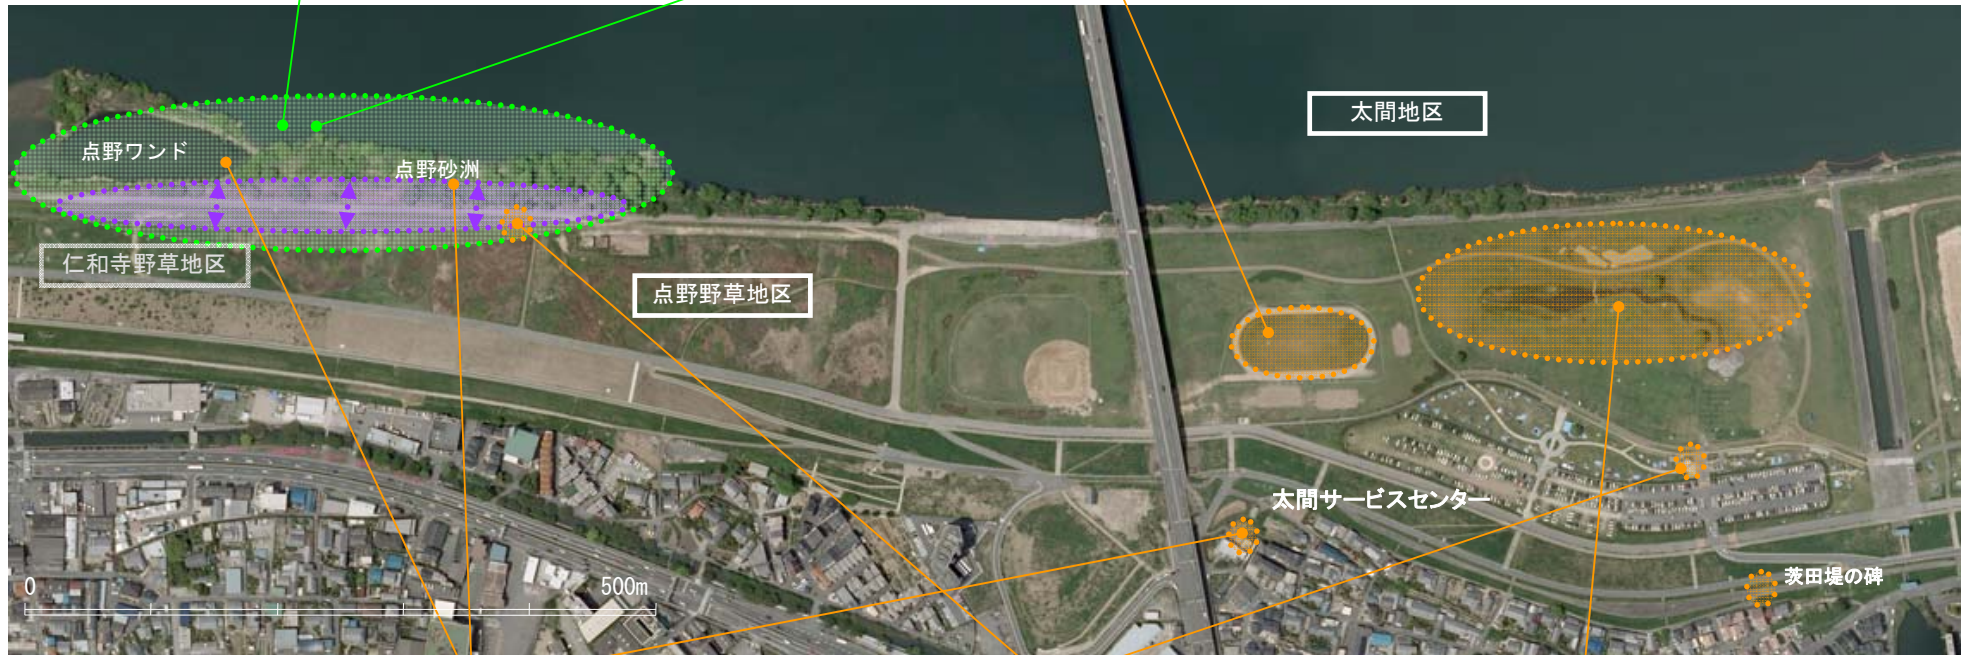 太間地区
点野ワンド
点野砂洲
仁和寺野草地区
点野野草地区
太間サービスセンター
茨田堤の碑
0 500m